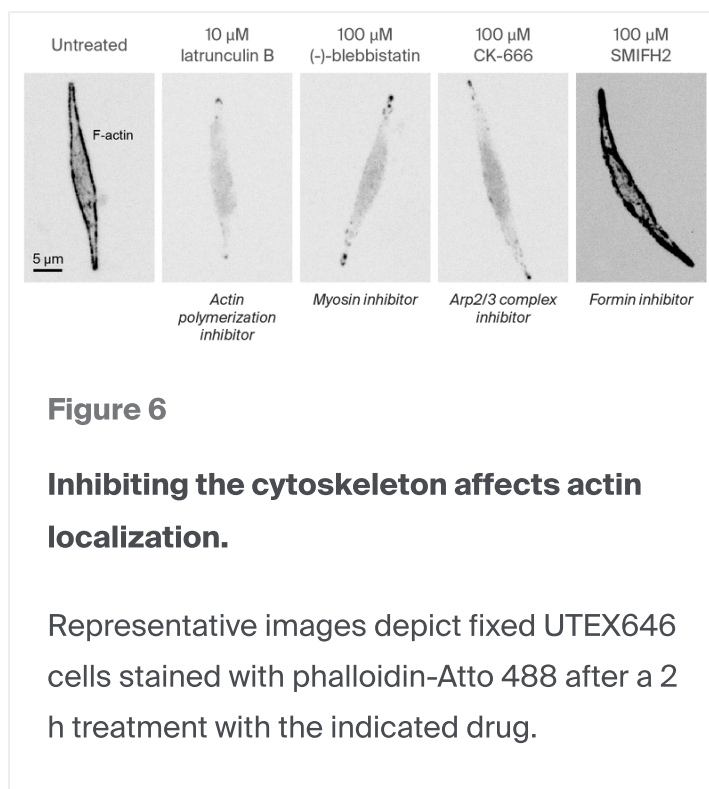 Untreated
10 µM
latrunculin B
100 µM
(-)-blebbistatin
100 µM
CK-666
100 µM
SMIFH2
F-actin
5 µm
Actin
polymerization
inhibitor
Myosin inhibitor
Arp2/3 complex
inhibitor
Formin inhibitor
Figure 6
Inhibiting the cytoskeleton affects actin
localization.
Representative images depict fixed UTEX646
cells stained with phalloidin-Atto 488 after a 2
h treatment with the indicated drug.